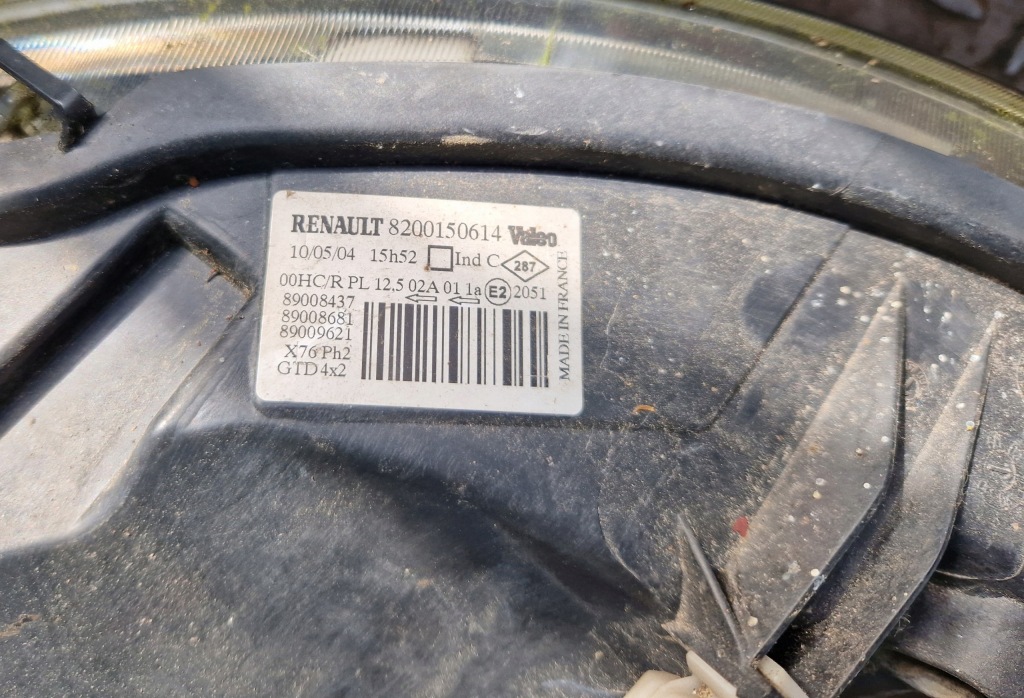 RENAULT 8200150614 Valeo
10/05/04 15h52 Ind C 287
00HC/R PL 12,5 02A 01 1a E2 2051
89008437
89008681
89009621
X76 Ph2
GTD 4x2
MADE IN FRANCE